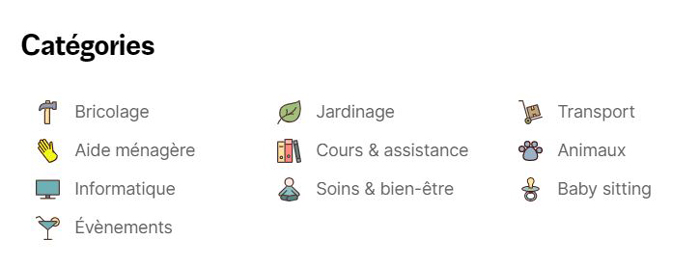 Catégories
Bricolage
Jardinage
Transport
Aide ménagère
Cours & assistance
Animaux
Informatique
Soins & bien-être
Baby sitting
Évènements